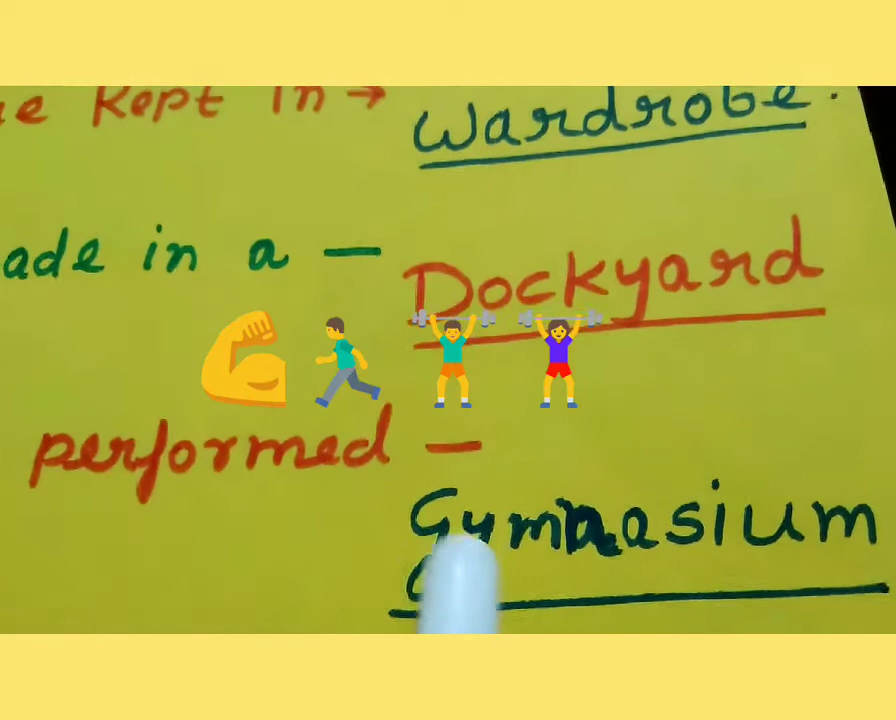 Kept in → Wardrobe.
ade in a — Dockyard
performed —
Gymnasium